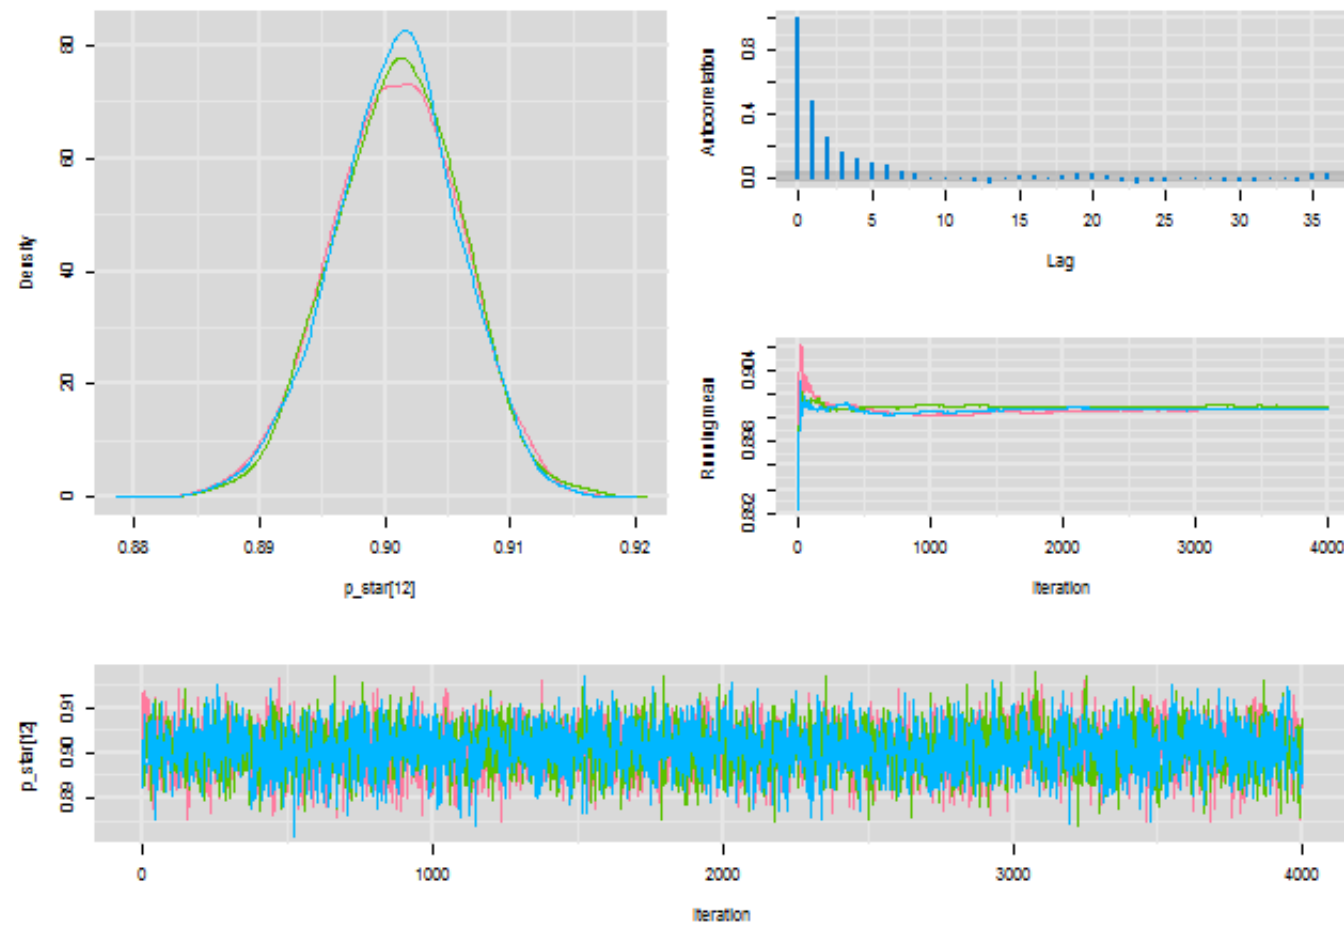 80
60
40
20
0
Density
0.88 0.89 0.90 0.91 0.92
p_star[12]
0.8
0.4
0.0
Autocorrelation
0 5 10 15 20 25 30 35
Lag
0.904
0.898
0.892
Running mean
0 1000 2000 3000 4000
Iteration
0.91
0.90
0.89
p_star[12]
0 1000 2000 3000 4000
Iteration